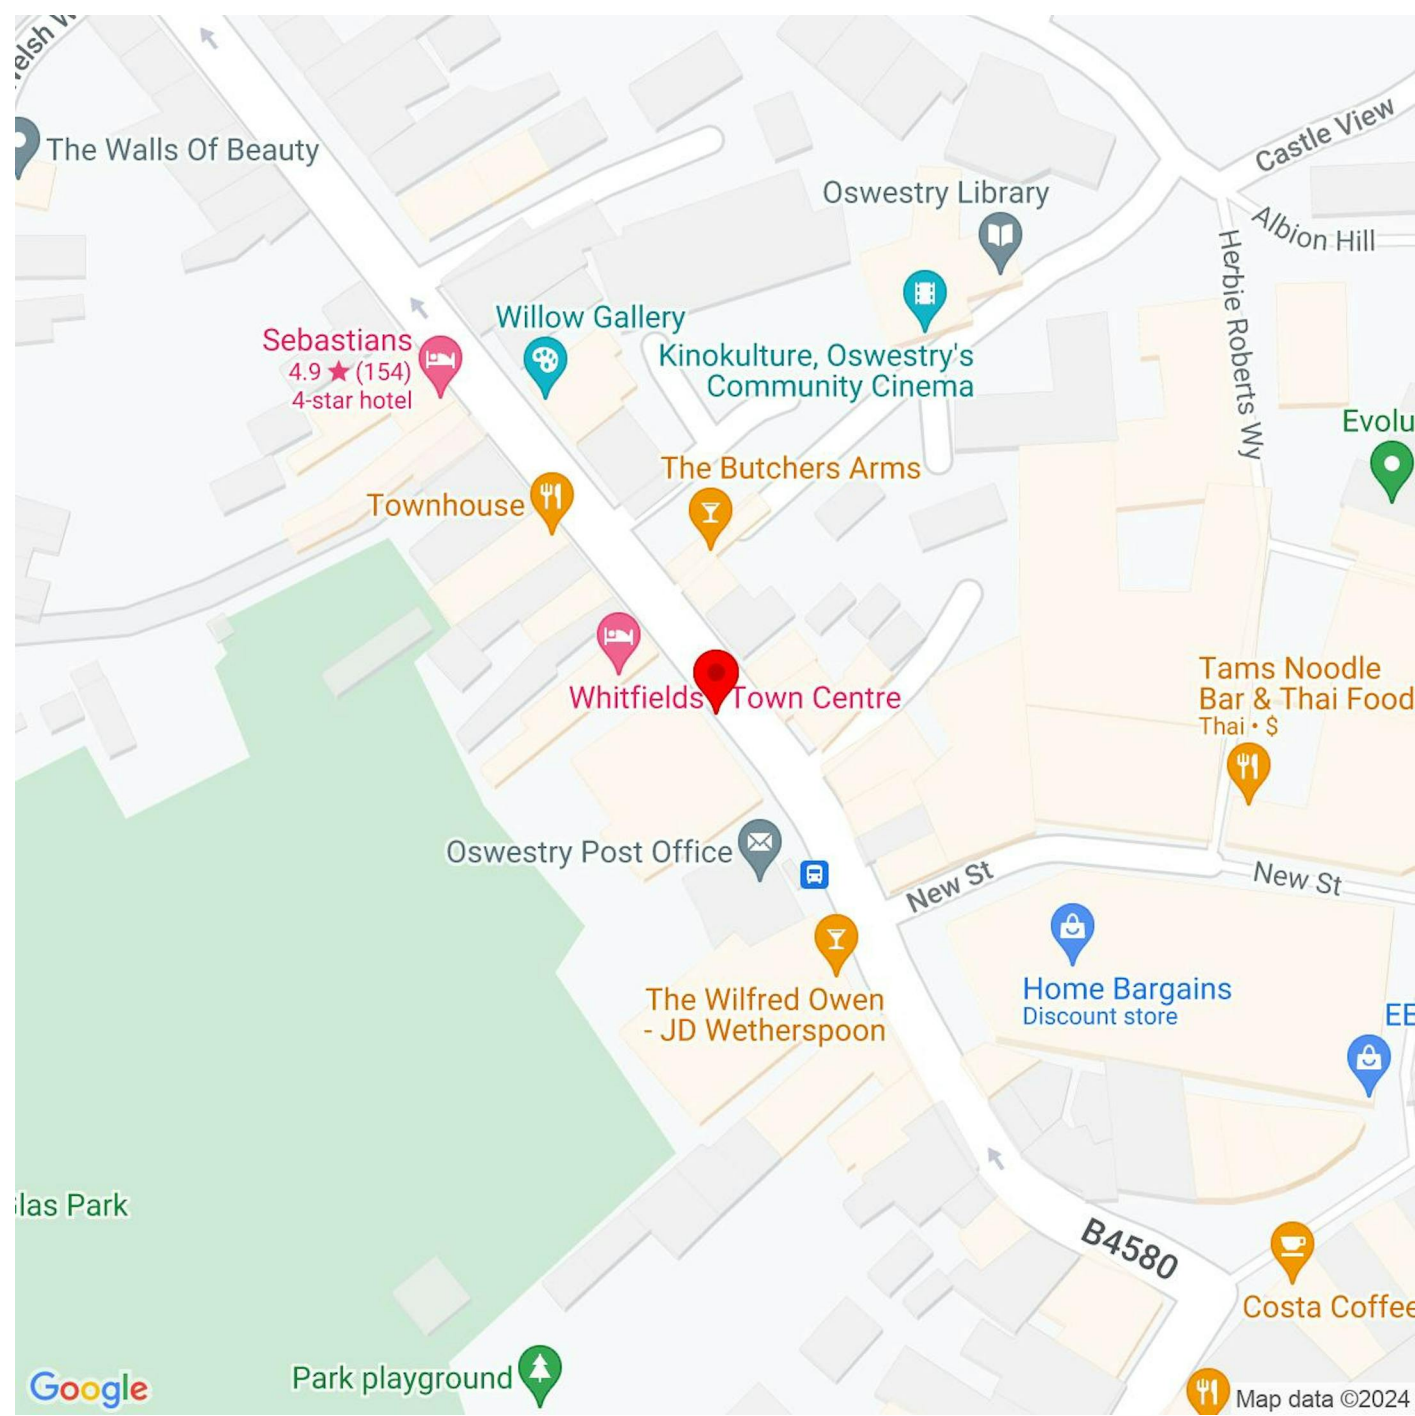 Welsh W
The Walls Of Beauty
Castle View
Oswestry Library
Albion Hill
Herbie Roberts Wy
Willow Gallery
Sebastians
4.9 ★ (154)
4-star hotel
Kinokulture, Oswestry's
Community Cinema
Evolu
The Butchers Arms
Townhouse
Whitfields Town Centre
Tams Noodle
Bar & Thai Food
Thai • $
Oswestry Post Office
New St
New St
The Wilfred Owen
- JD Wetherspoon
Home Bargains
Discount store
EE
las Park
B4580
Costa Coffee
Park playground
Google
Map data ©2024